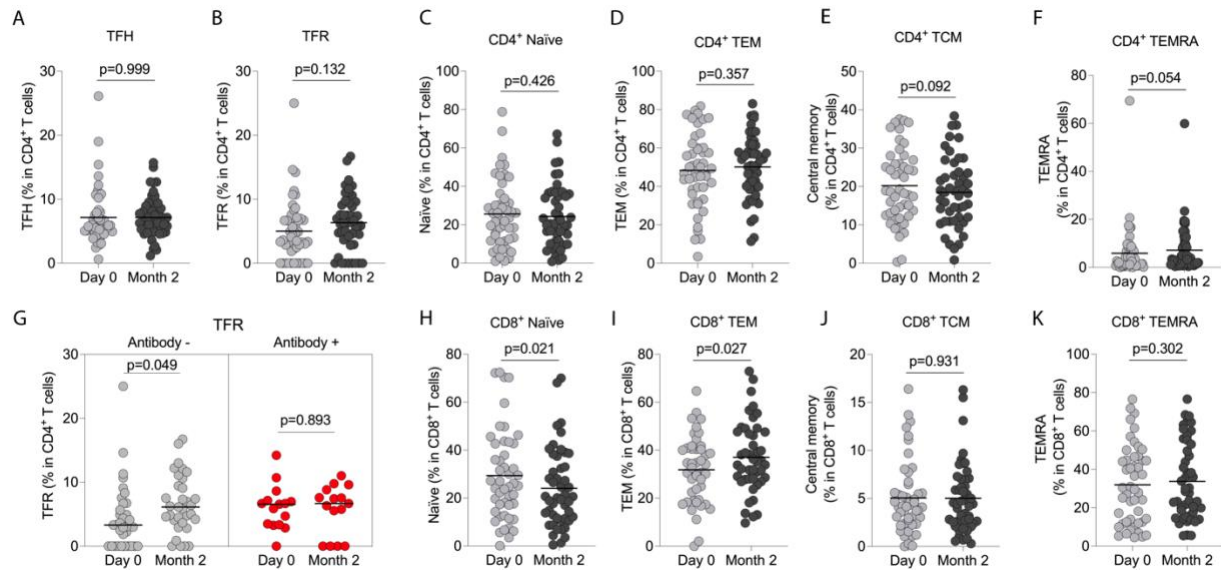 A
TFH
TFH (% in CD4⁺ T cells)
30
20
10
0
p=0.999
Day 0 Month 2
B
TFR
TFR (% in CD4⁺ T cells)
30
20
10
0
p=0.132
Day 0 Month 2
C
CD4⁺ Naïve
Naïve (% in CD4⁺ T cells)
100
80
60
40
20
0
p=0.426
Day 0 Month 2
D
CD4⁺ TEM
TEM (% in CD4⁺ T cells)
100
80
60
40
20
0
p=0.357
Day 0 Month 2
E
CD4⁺ TCM
Central memory
(% in CD4⁺ T cells)
50
40
30
20
10
0
p=0.092
Day 0 Month 2
F
CD4⁺ TEMRA
TEMRA
(% in CD4⁺ T cells)
80
60
40
20
0
p=0.054
Day 0 Month 2
G
TFR
Antibody - Antibody +
TFR (% in CD4⁺ T cells)
30
20
10
0
p=0.049
p=0.893
Day 0 Month 2 Day 0 Month 2
H
CD8⁺ Naïve
Naïve (% in CD8⁺ T cells)
80
60
40
20
0
p=0.021
Day 0 Month 2
I
CD8⁺ TEM
TEM (% in CD8⁺ T cells)
80
60
40
20
0
p=0.027
Day 0 Month 2
J
CD8⁺ TCM
Central memory
(% in CD8⁺ T cells)
20
15
10
5
0
p=0.931
Day 0 Month 2
K
CD8⁺ TEMRA
TEMRA
(% in CD8⁺ T cells)
100
80
60
40
20
0
p=0.302
Day 0 Month 2